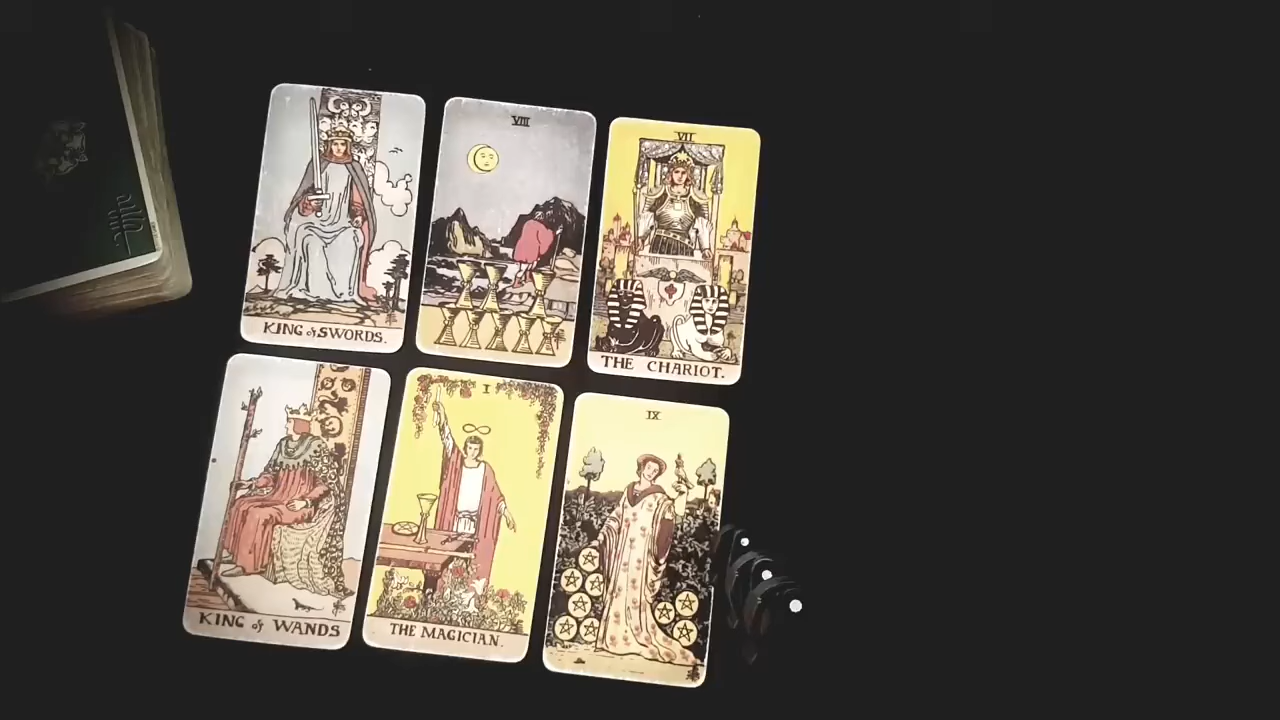 KING of SWORDS.
VIII
VII
THE CHARIOT.
KING of WANDS
I
THE MAGICIAN.
IX